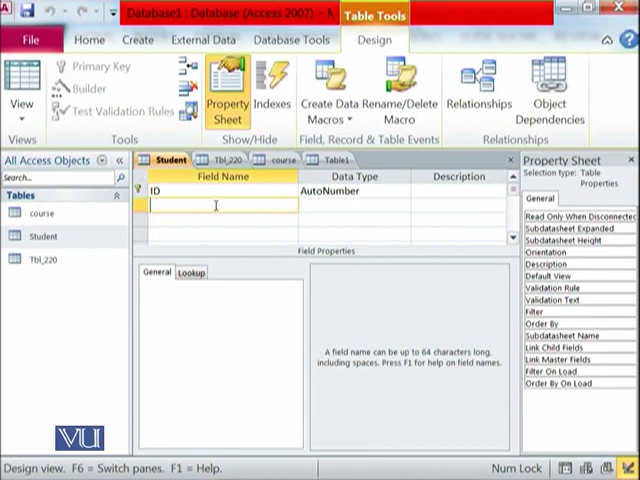 Database1 : Database (Access 2007)
Table Tools
File
Home
Create
External Data
Database Tools
Design
View
Primary Key
Builder
Test Validation Rules
Property Sheet
Indexes
Create Data Macros
Rename/Delete Macro
Relationships
Object Dependencies
Views
Tools
Show/Hide
Field, Record & Table Events
Relationships
All Access Objects
Search...
Tables
course
Student
Tbl_220
Student
Tbl_220
course
Table1
Field Name
Data Type
Description
ID
AutoNumber
Field Properties
General
Lookup
A field name can be up to 64 characters long,
including spaces. Press F1 for help on field names.
Property Sheet
Selection type: Table
Properties
General
Read Only When Disconnected
Subdatasheet Expanded
Subdatasheet Height
Orientation
Description
Default View
Validation Rule
Validation Text
Filter
Order By
Subdatasheet Name
Link Child Fields
Link Master Fields
Filter On Load
Order By On Load
VU
Design view. F6 = Switch panes. F1 = Help.
Num Lock